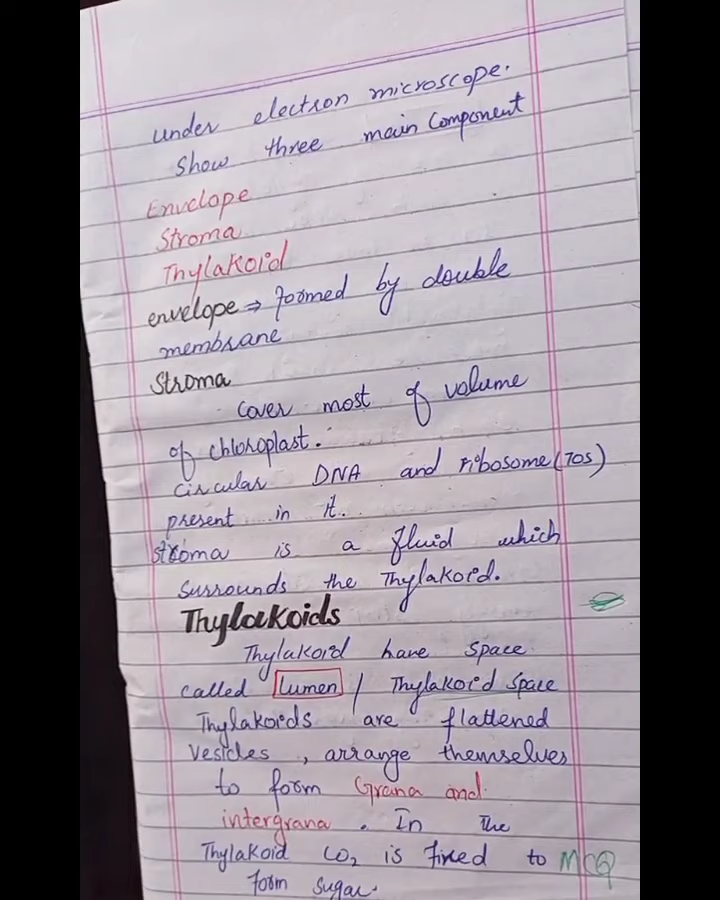 under electron microscope.
show three main component
Envelope
Stroma
Thylakoid
envelope ⇒ formed by double
membrane
Stroma
cover most of volume
of chloroplast.
circular DNA and ribosome (70s)
present in it.
stroma is a fluid which
surrounds the Thylakoid.
Thylakoids
Thylakoid have space
called lumen / Thylakoid space
Thylakoids are flattened
vesicles, arrange themselves
to form Grana and
intergrana. In the
Thylakoid CO₂ is fixed to MCQ
form sugar.